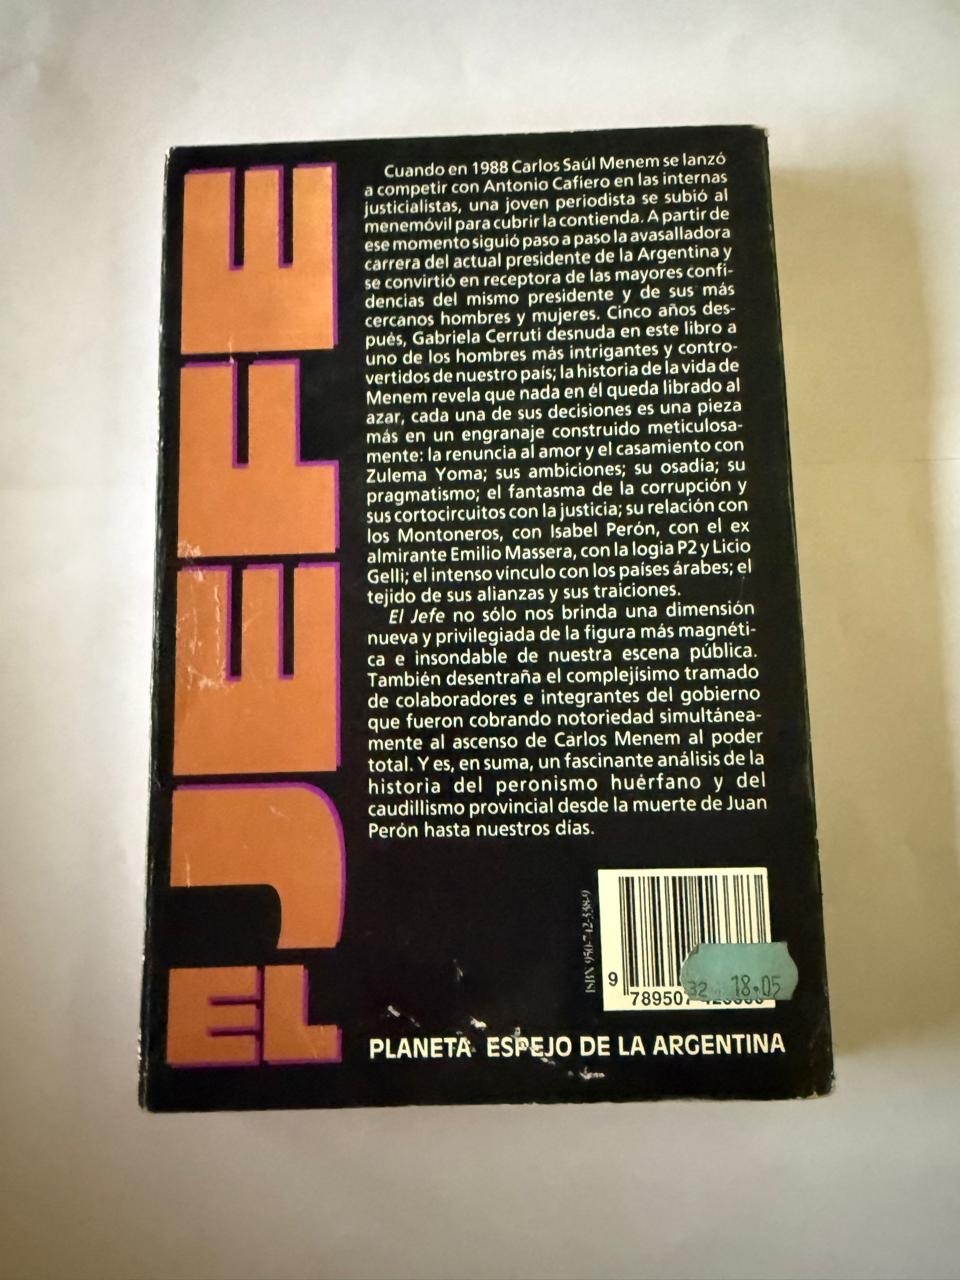 EL JEFE
Cuando en 1988 Carlos Saúl Menem se lanzó
a competir con Antonio Cafiero en las internas
justicialistas, una joven periodista se subió al
menemóvil para cubrir la contienda. A partir de
ese momento siguió paso a paso la avasalladora
carrera del actual presidente de la Argentina y
se convirtió en receptora de las mayores confi-
dencias del mismo presidente y de sus más
cercanos hombres y mujeres. Cinco años des-
pués, Gabriela Cerruti desnuda en este libro a
uno de los hombres más intrigantes y contro-
vertidos de nuestro país; la historia de la vida de
Menem revela que nada en él queda librado al
azar, cada una de sus decisiones es una pieza
más en un engranaje construido meticulosa-
mente: la renuncia al amor y el casamiento con
Zulema Yoma; sus ambiciones; su osadía; su
pragmatismo; el fantasma de la corrupción y
sus cortocircuitos con la justicia; su relación con
los Montoneros, con Isabel Perón, con el ex
almirante Emilio Massera, con la logia P2 y Licio
Gelli; el intenso vínculo con los países árabes; el
tejido de sus alianzas y sus traiciones.
El Jefe no sólo nos brinda una dimensión
nueva y privilegiada de la figura más magnéti-
ca e insondable de nuestra escena pública.
También desentraña el complejísimo tramado
de colaboradores e integrantes del gobierno
que fueron cobrando notoriedad simultánea-
mente al ascenso de Carlos Menem al poder
total. Y es, en suma, un fascinante análisis de la
historia del peronismo huérfano y del
caudillismo provincial desde la muerte de Juan
Perón hasta nuestros días.
ISBN 950-742-338-9
32 18.05
9 789507
PLANETA ESPEJO DE LA ARGENTINA